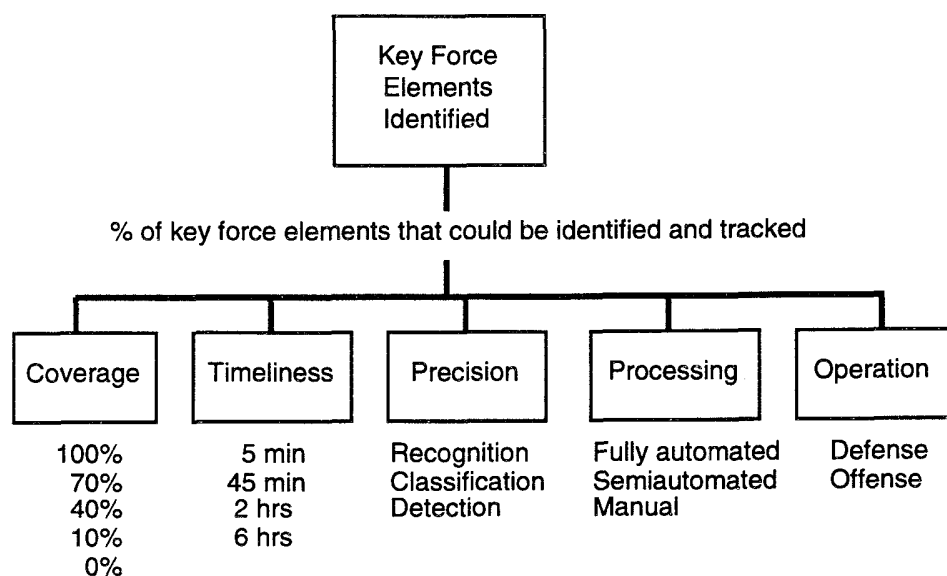 Key Force
Elements
Identified
% of key force elements that could be identified and tracked
Coverage
Timeliness
Precision
Processing
Operation
100%
70%
40%
10%
0%
5 min
45 min
2 hrs
6 hrs
Recognition
Classification
Detection
Fully automated
Semiautomated
Manual
Defense
Offense